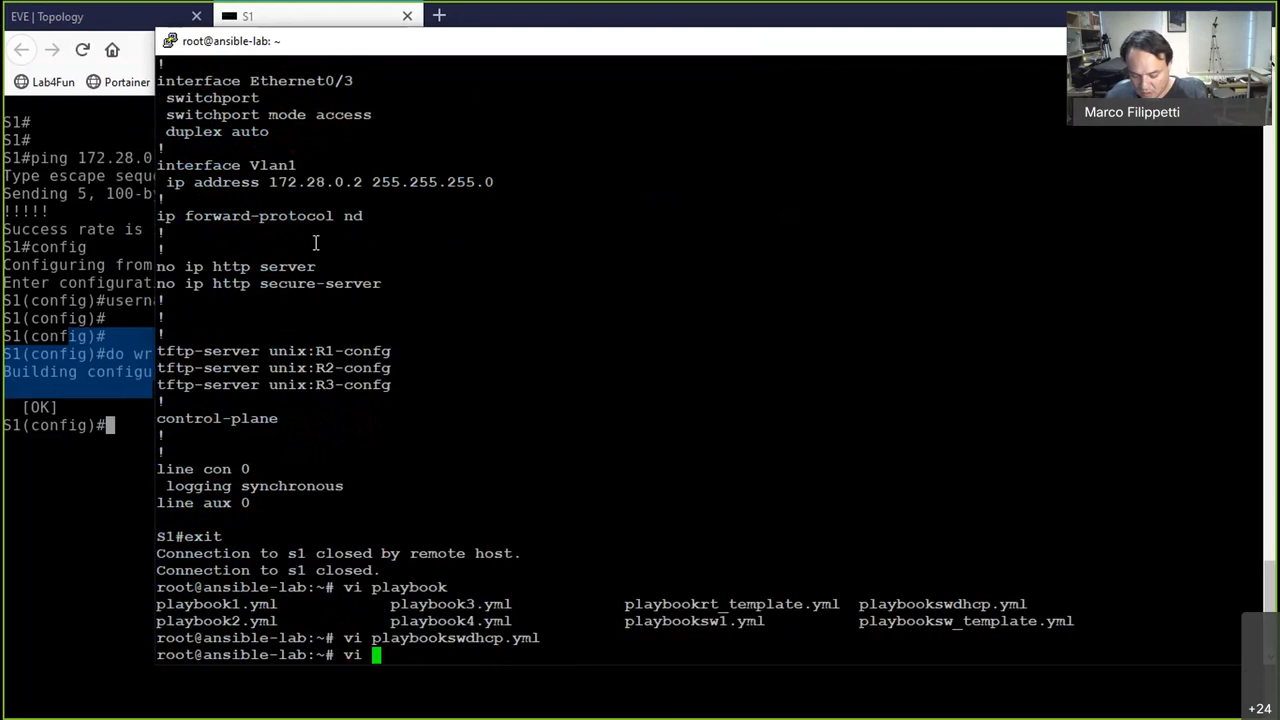 EVE | Topology
S1
root@ansible-lab: ~
Lab4Fun
Portainer
S1#
S1#
S1#ping 172.28.0
Type escape sequ
Sending 5, 100-b
!!!!!
Success rate is
S1#config
Configuring from
Enter configurat
S1(config)#userna
S1(config)#
S1(config)#
S1(config)#do wr
Building configu
[OK]
S1(config)#
!
interface Ethernet0/3
switchport
switchport mode access
duplex auto
!
interface Vlan1
ip address 172.28.0.2 255.255.255.0
!
ip forward-protocol nd
!
!
no ip http server
no ip http secure-server
!
!
!
tftp-server unix:R1-confg
tftp-server unix:R2-confg
tftp-server unix:R3-confg
!
control-plane
!
!
line con 0
logging synchronous
line aux 0
S1#exit
Connection to s1 closed by remote host.
Connection to s1 closed.
root@ansible-lab:~# vi playbook
playbook1.yml playbook3.yml playbookrt_template.yml playbookswdhcp.yml
playbook2.yml playbook4.yml playbooksw1.yml playbooksw_template.yml
root@ansible-lab:~# vi playbookswdhcp.yml
root@ansible-lab:~# vi
Marco Filippetti
+24